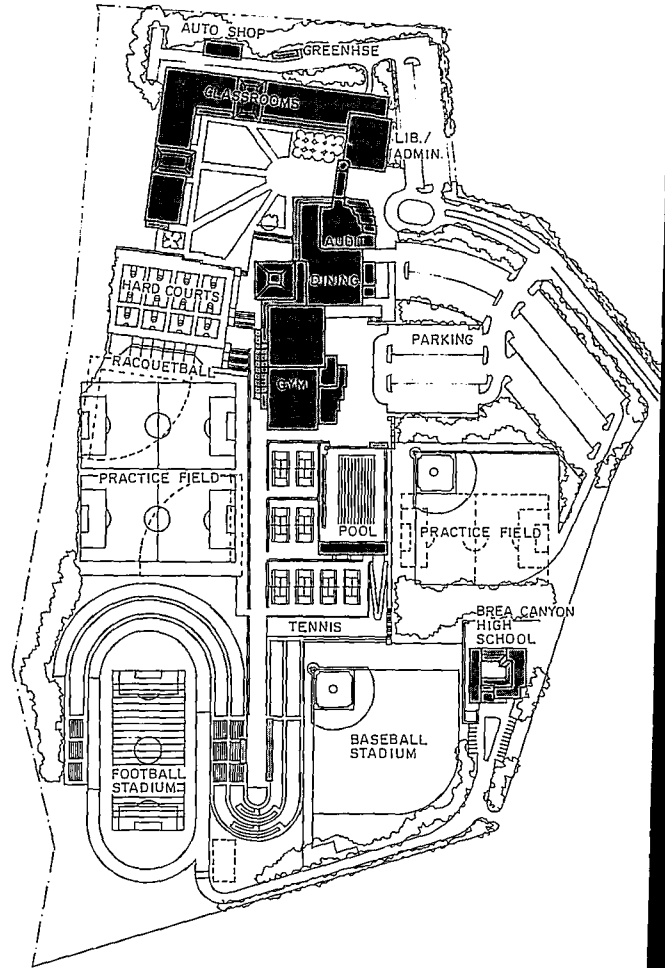 AUTO SHOP
GREENHSE
CLASSROOMS
LIB./
ADMIN.
AUDIT
DINING
HARD COURTS
PARKING
RACQUETBALL
GYM
PRACTICE FIELD
POOL
PRACTICE FIELD
TENNIS
BREA CANYON
HIGH
SCHOOL
BASEBALL
STADIUM
FOOTBALL
STADIUM